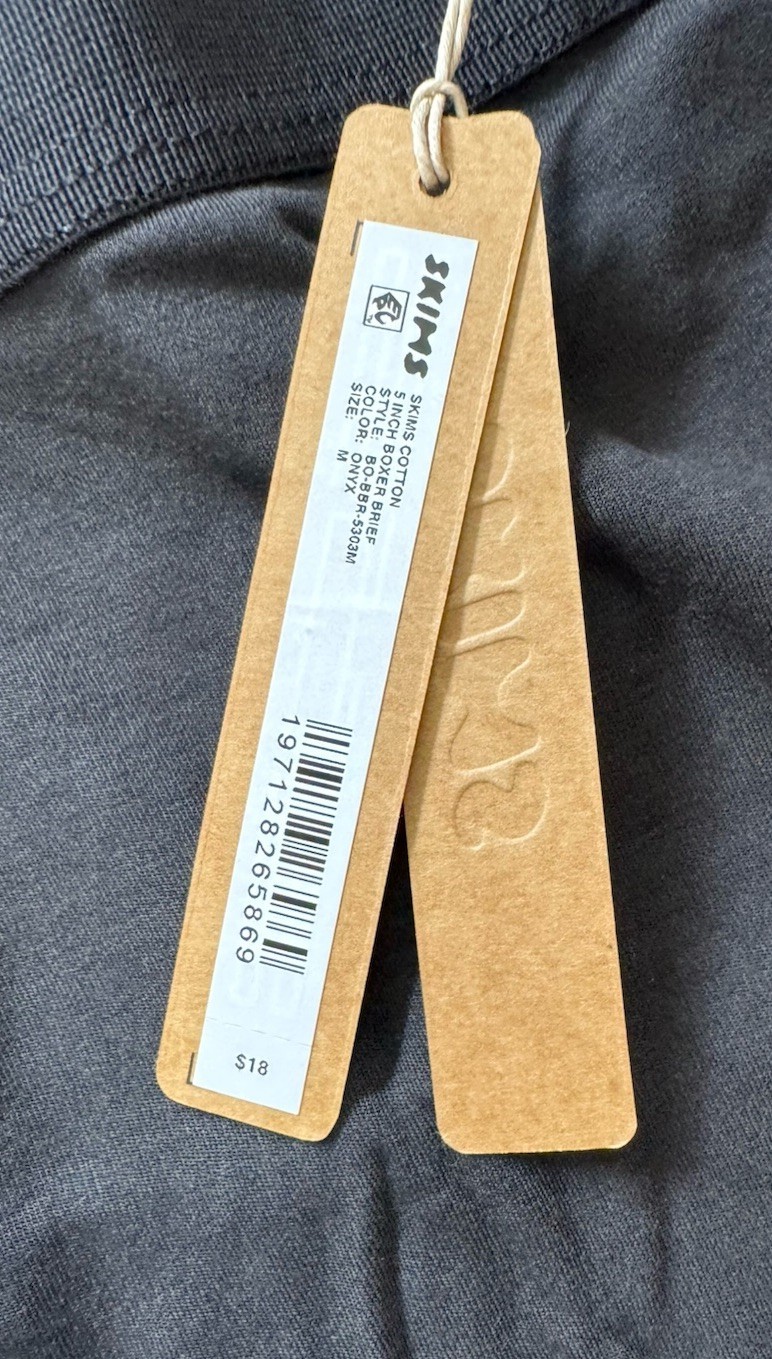 SKIMS
SKIMS COTTON
5 INCH BOXER BRIEF
STYLE: BO-BBR-5303M
COLOR: ONYX
SIZE: M
197128265869
$18